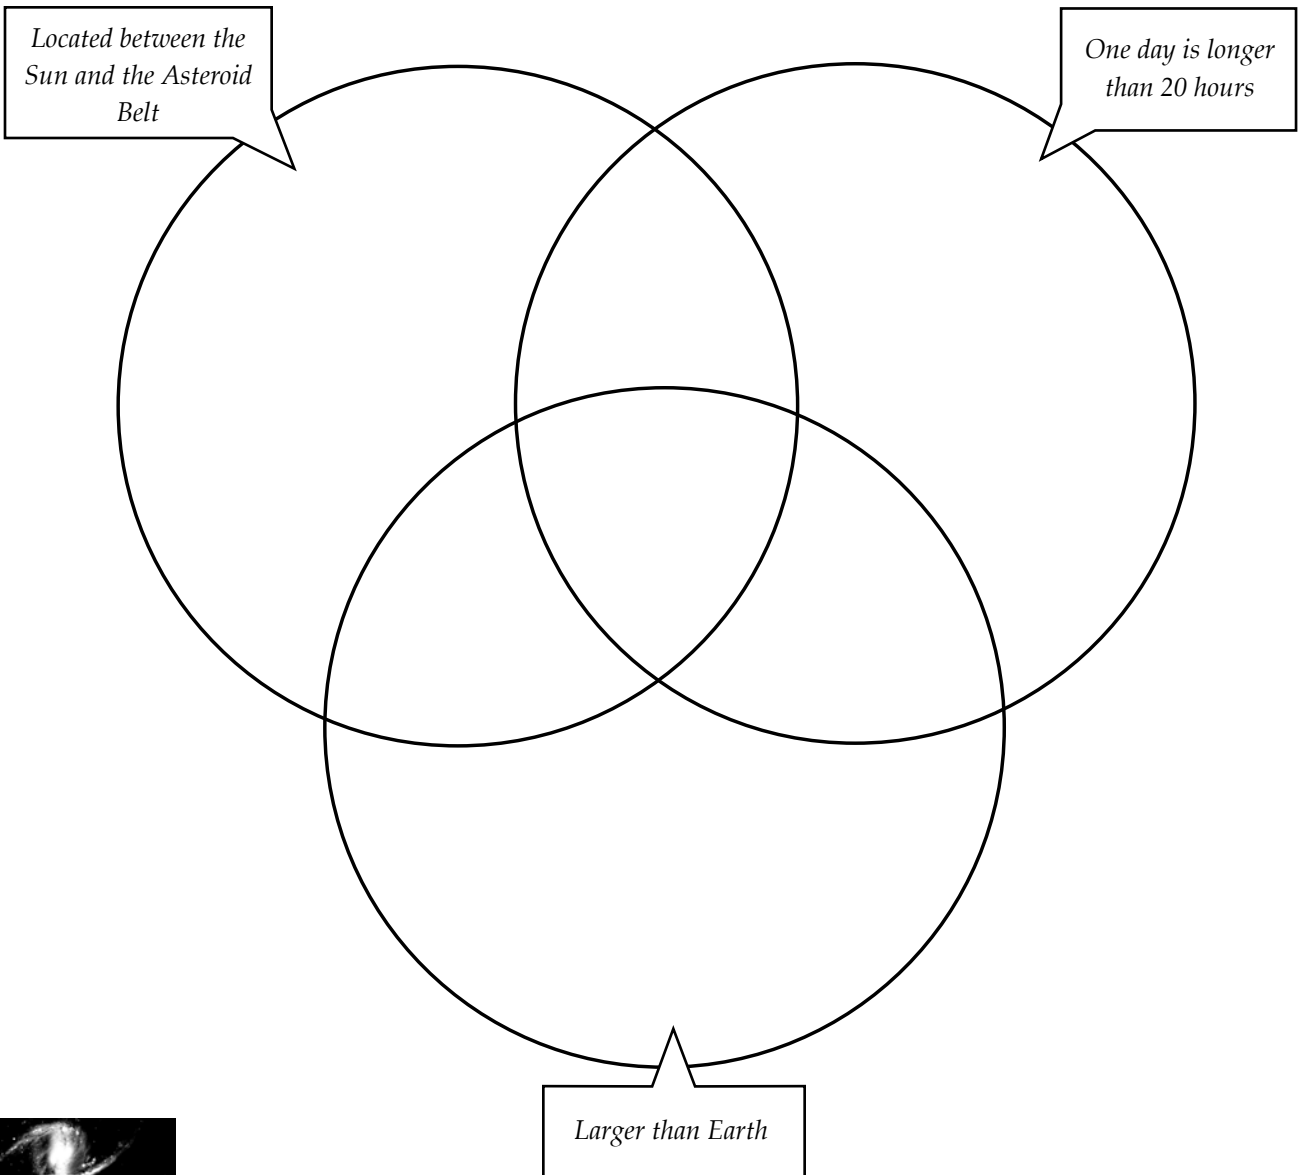 Located between the
Sun and the Asteroid
Belt
One day is longer
than 20 hours
Larger than Earth